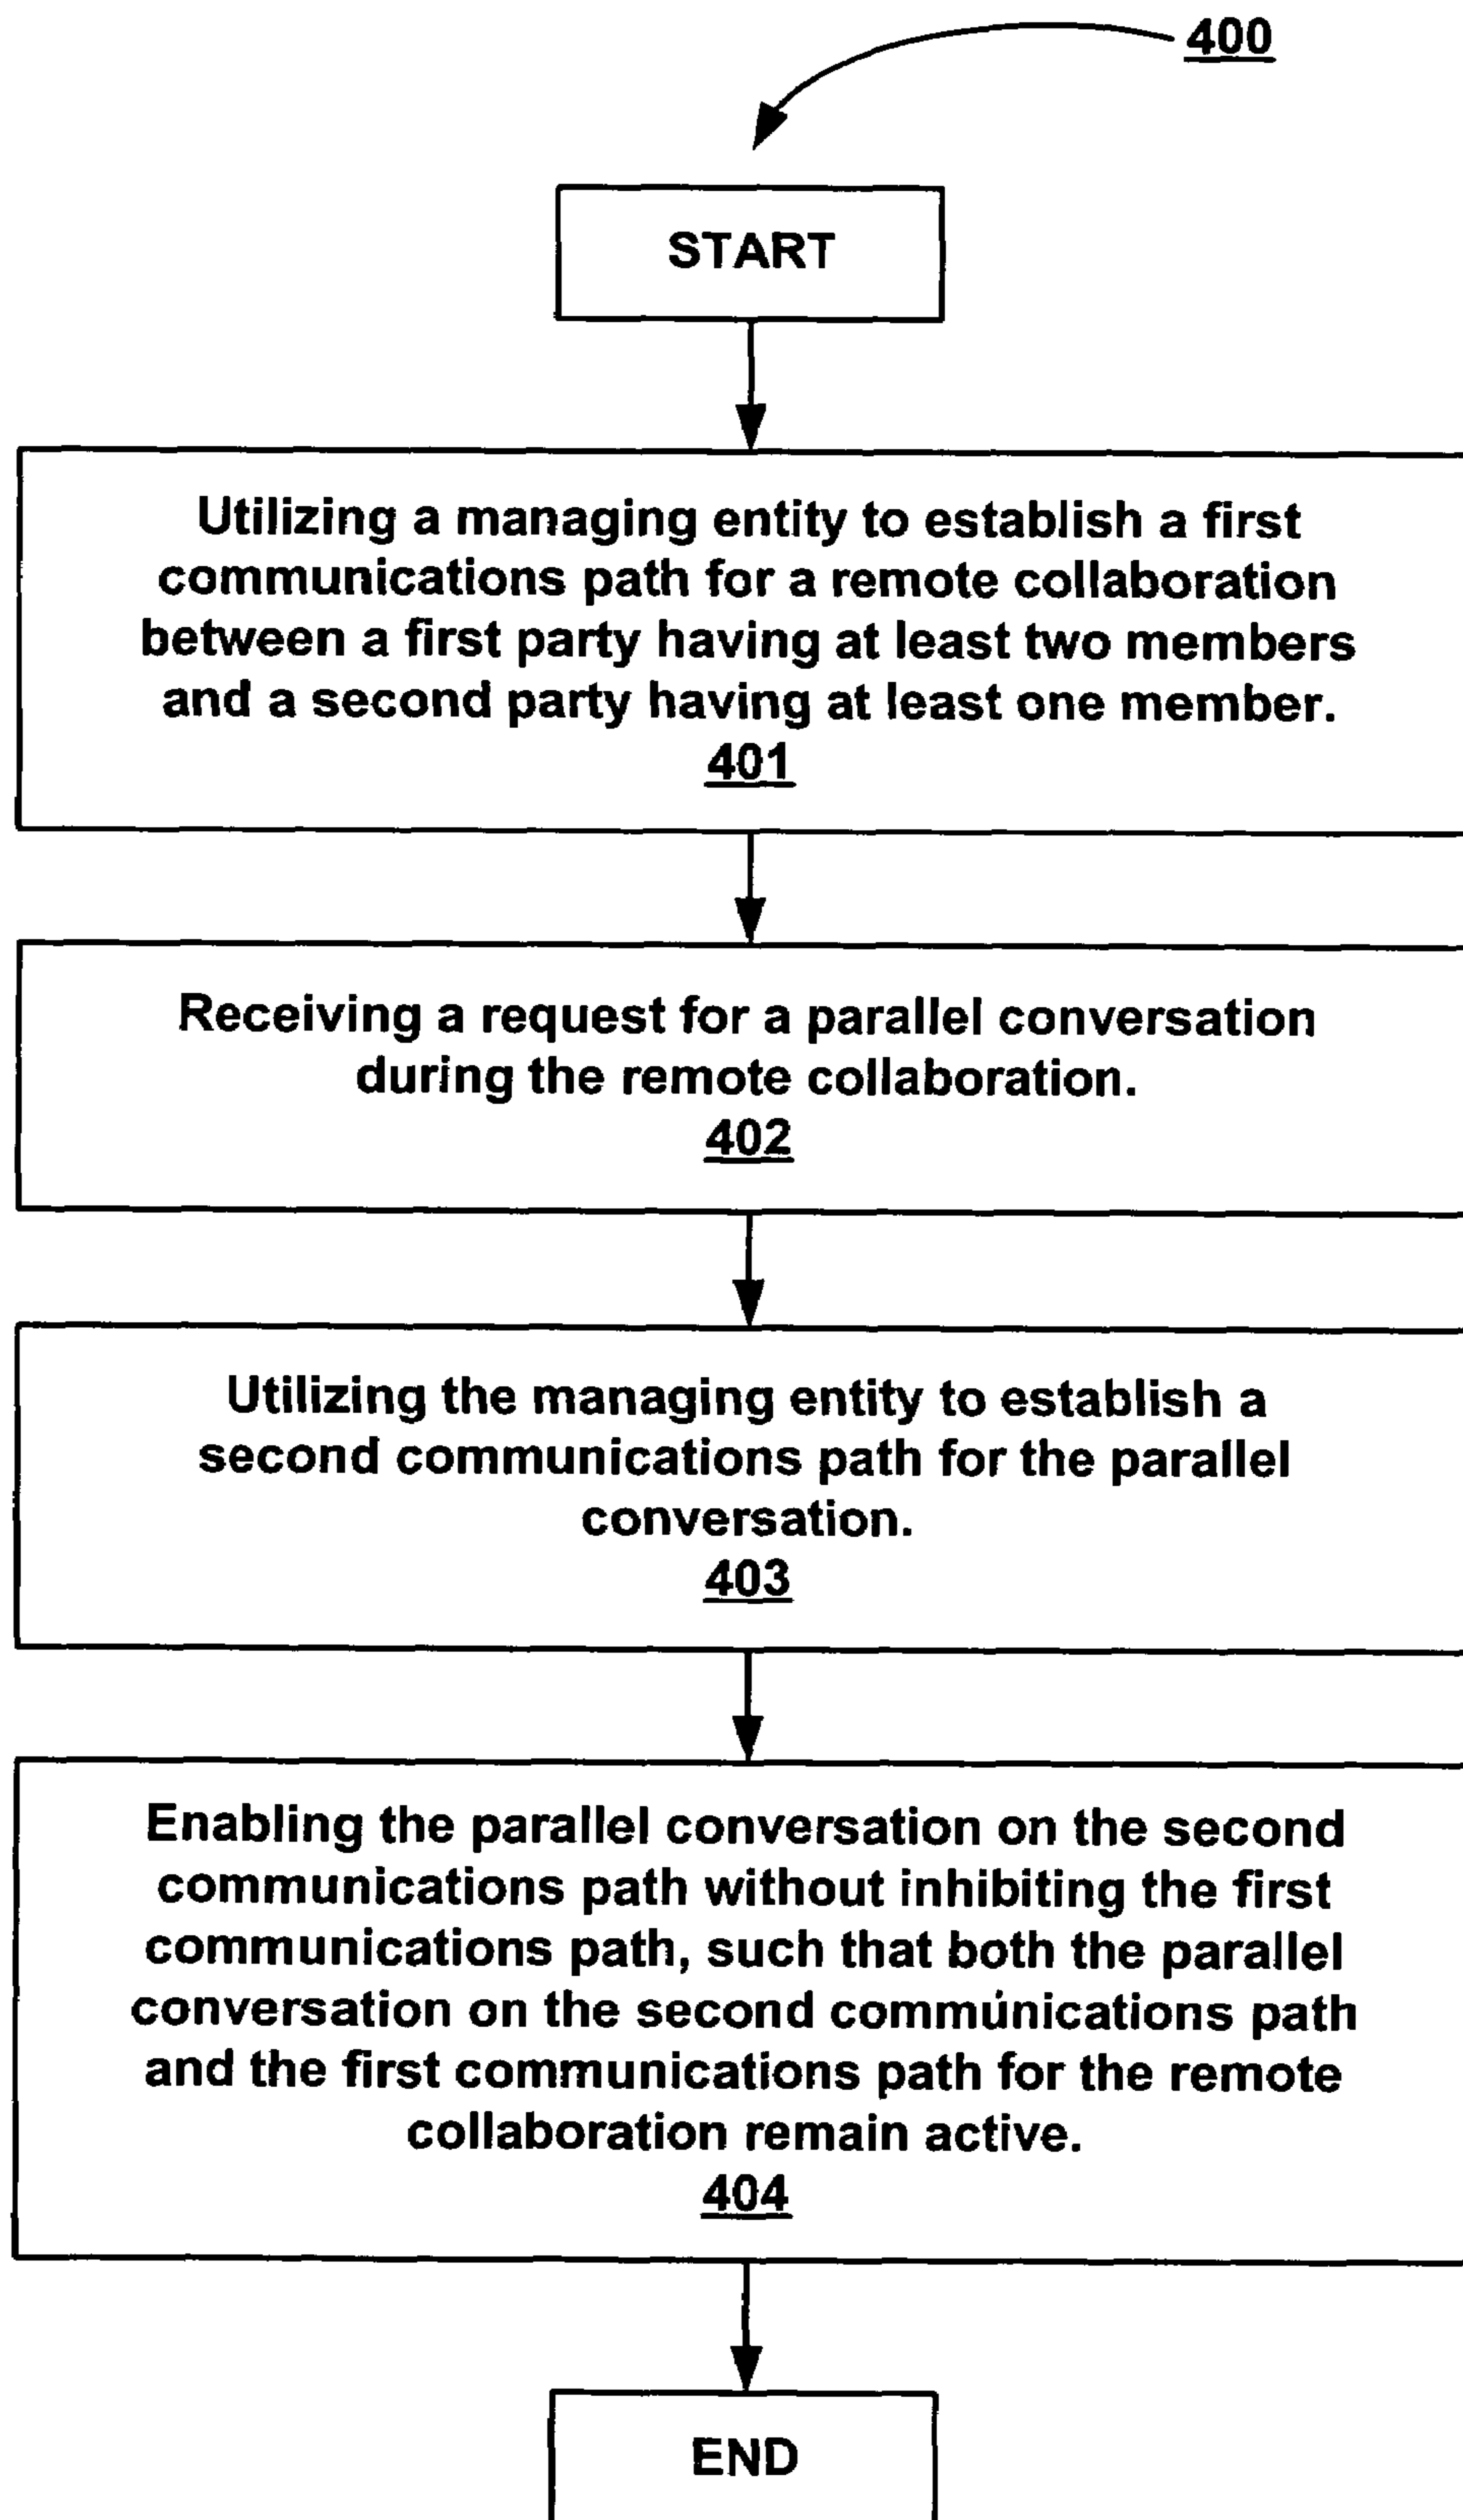 400
START
Utilizing a managing entity to establish a first
communications path for a remote collaboration
between a first party having at least two members
and a second party having at least one member.
401
Receiving a request for a parallel conversation
during the remote collaboration.
402
Utilizing the managing entity to establish a
second communications path for the parallel
conversation.
403
Enabling the parallel conversation on the second
communications path without inhibiting the first
communications path, such that both the parallel
conversation on the second communications path
and the first communications path for the remote
collaboration remain active.
404
END